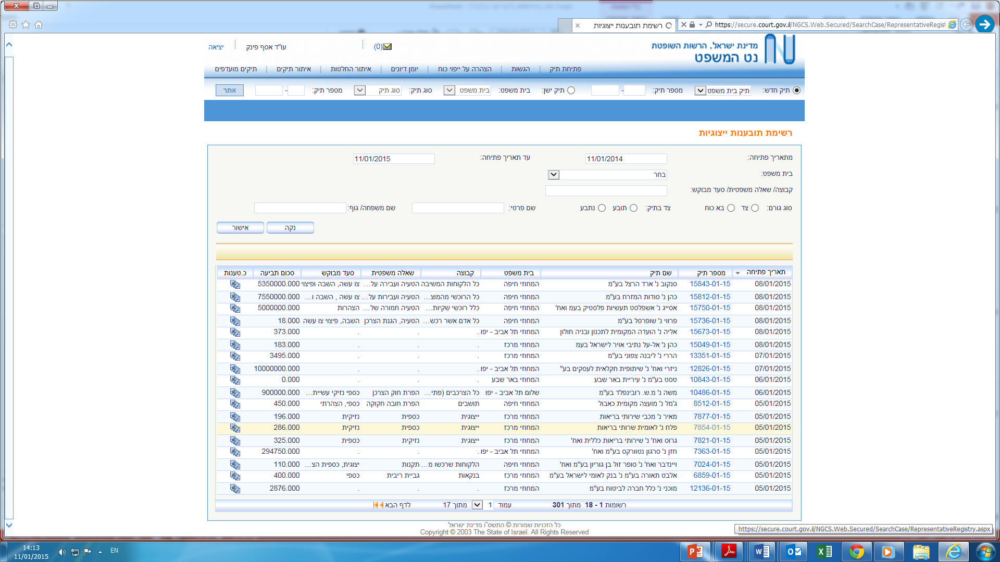 רשימת תובענות ייצוגיות
https://secure.court.gov.il/NGCS.Web.Secured/SearchCase/RepresentativeRegist
מדינת ישראל, הרשות השופטת
נט המשפט
(0)
עו"ד אסף פינק
יציאה
פתיחת תיק הגשות הצהרה על ייפוי כוח יומן דיונים איתור החלטות איתור תיקים תיקים מועדפים
תיק חדש: תיק בית משפט מספר תיק: - תיק ישן: בית משפט: בית משפט סוג תיק: סוג תיק מספר תיק: - אתר
רשימת תובענות ייצוגיות
מתאריך פתיחה: 11/01/2014 עד תאריך פתיחה: 11/01/2015
בית משפט: בחר
קבוצה/ שאלה משפטית/ סעד מבוקש:
סוג גורם: צד בא כוח צד בתיק: תובע נתבע שם פרטי: שם משפחה/ גוף:
נקה אישור
תאריך פתיחה מספר תיק שם תיק בית משפט קבוצה שאלה משפטית סעד מבוקש סכום תביעה כ.טענות
08/01/2015 15843-01-15 סנקוב נ' ארד הרצל בע"מ המחוזי חיפה כל הלקוחות המשיבה הטעיה ועבירה על... צו עשה, השבה ופיצוי 5350000.000
08/01/2015 15812-01-15 כהן נ' סודות המזרח בע"מ המחוזי חיפה כל הרוכשי מהמוצ... הטעיה ועבירות על... צו עשה , השבה ו... 7550000.000
08/01/2015 15750-01-15 אסייג נ' אשפלסט תעשיות פלסטיק בעמ ואח' המחוזי חיפה כלל רוכשי שקיות... הטעיה חמורה של... הצהרות 5000000.000
08/01/2015 15736-01-15 פרווי נ' שופרסל בע"מ המחוזי חיפה כל אדם אשר רכש... הטעיה, הגנת הצרכן השבה, פיצוי צו עשה 18.000
08/01/2015 15673-01-15 אליה נ' הועדה המקומית לתכנון ובניה חולון המחוזי תל אביב - יפו . . . 373.000
08/01/2015 15049-01-15 כהן נ' אל-על נתיבי אויר לישראל בעמ המחוזי מרכז . . . 183.000
07/01/2015 13351-01-15 הררי נ' ליבנה צפוני בע"מ המחוזי מרכז . . . 3495.000
07/01/2015 12826-01-15 ניזרי ואח' נ' שיתופית חקלאית לעסקים בע" המחוזי תל אביב - יפו . . . 10000000.000
06/01/2015 10843-01-15 טסט בע"מ נ' עיריית באר שבע המחוזי באר שבע . . . 0.000
06/01/2015 10486-01-15 משה נ' מ.ש. רובינפלד בע"מ שלום תל אביב - יפו כל הצרכבים (פתי... הפרת חוק הצרכן כספי נזיקי עשיית... 900000.000
05/01/2015 8512-01-15 ג'מל נ' מועצה מקומית כאבול המחוזי חיפה תושבים הפרת חובה חקוקה כספי, הצהרתי 450.000
05/01/2015 7877-01-15 מאיר נ' מכבי שירותי בריאות המחוזי מרכז ייצוגית כספית נזיקית 196.000
05/01/2015 7854-01-15 פלח נ' לאומית שרותי בריאות המחוזי מרכז ייצוגית כספית נזיקית 286.000
05/01/2015 7821-01-15 גרוס ואח' נ' שירותי בריאות כללית ואח' המחוזי מרכז ייצוגית נזיקית כספית 325.000
05/01/2015 7363-01-15 חזן נ' סרגון נטוורקס בע"מ ואח' המחוזי תל אביב - יפו . . . 294750.000
05/01/2015 7024-01-15 ויינדבר ואח' נ' סופר זול בן גוריון בע"מ ואח' המחוזי חיפה הלקוחות שרכשו מ... תקנות יצוגית, כספית הצ... 110.000
05/01/2015 6859-01-15 אלבט תאורה בע"מ נ' בנק לאומי לישראל בע"מ המחוזי מרכז בנקאות גביית ריבית כספי 400.000
05/01/2015 12136-01-15 מוכני נ' כלל חברה לביטוח בע"מ המחוזי מרכז . . . 2876.000
רשומות 1 - 18 מתוך 301 עמוד 1 מתוך 17 לדף הבא
כל הזכויות שמורות © התשס"ו מדינת ישראל
Copyright © 2003 The State of Israel. All Rights Reserved
https://secure.court.gov.il/NGCS.Web.Secured/SearchCase/RepresentativeRegistry.aspx
14:13
11/01/2015
EN